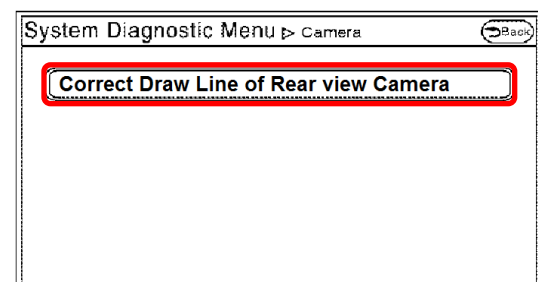 System Diagnostic Menu ▷ Camera
Back
Correct Draw Line of Rear view Camera